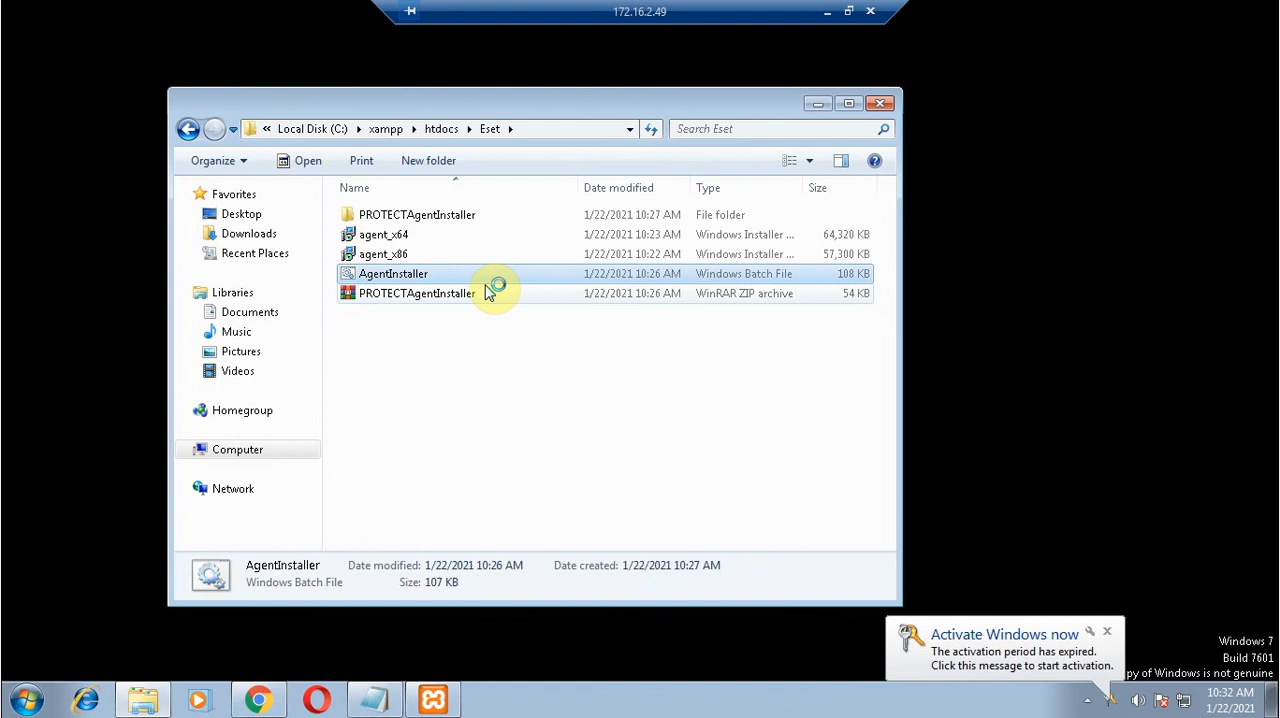 172.16.2.49
« Local Disk (C:) xampp htdocs Eset
Search Eset
Organize Open Print New folder
Name Date modified Type Size
Favorites
Desktop
Downloads
Recent Places
Libraries
Documents
Music
Pictures
Videos
Homegroup
Computer
Network
PROTECTAgentInstaller 1/22/2021 10:27 AM File folder
agent_x64 1/22/2021 10:23 AM Windows Installer ... 64,320 KB
agent_x86 1/22/2021 10:22 AM Windows Installer ... 57,300 KB
AgentInstaller 1/22/2021 10:26 AM Windows Batch File 108 KB
PROTECTAgentInstaller 1/22/2021 10:26 AM WinRAR ZIP archive 54 KB
AgentInstaller Date modified: 1/22/2021 10:26 AM Date created: 1/22/2021 10:27 AM
Windows Batch File Size: 107 KB
Activate Windows now
The activation period has expired.
Click this message to start activation.
Windows 7
Build 7601
py of Windows is not genuine
10:32 AM
1/22/2021